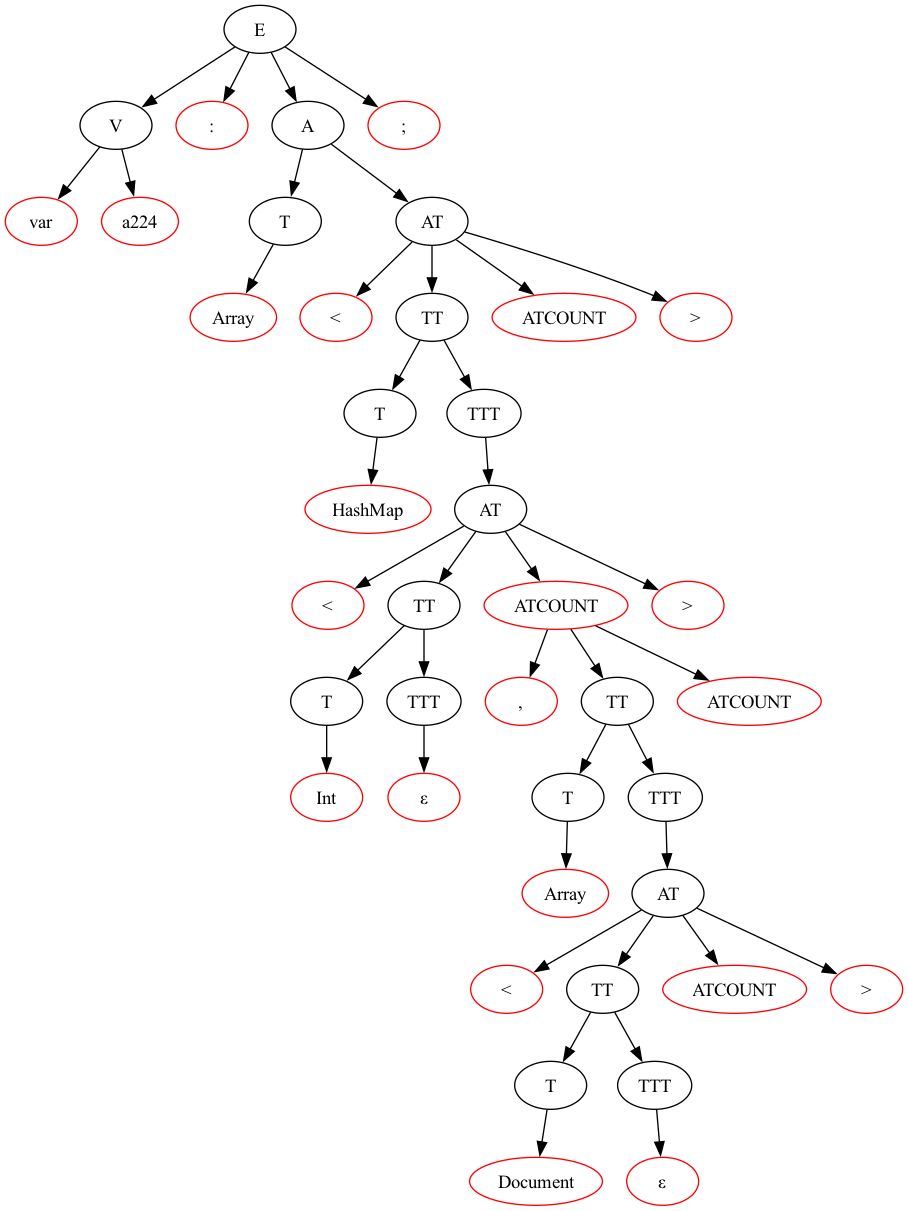 E
V : A ;
var a224 T AT
Array < TT ATCOUNT >
T TTT
HashMap AT
< TT ATCOUNT >
T TTT , TT ATCOUNT
Int ε T TTT
Array AT
< TT ATCOUNT >
T TTT
Document ε